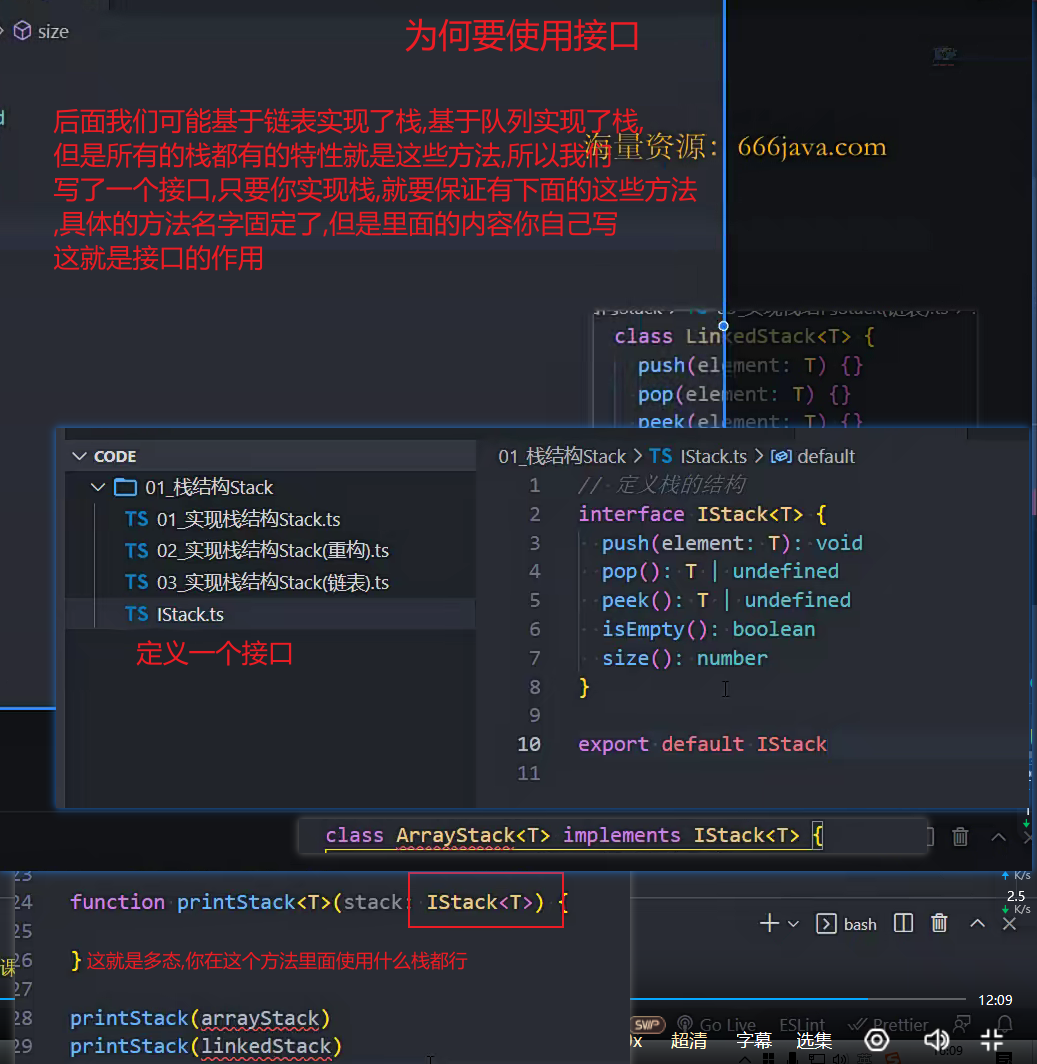 size
为何要使用接口
后面我们可能基于链表实现了栈,基于队列实现了栈,
但是所有的栈都有的特性就是这些方法,所以我们
写了一个接口,只要你实现栈,就要保证有下面的这些方法
,具体的方法名字固定了,但是里面的内容你自己写
这就是接口的作用
海量资源：666java.com
class LinkedStack<T> {
push(element: T) {}
pop(element: T) {}
peek(element: T) {}
CODE
01_栈结构Stack
TS 01_实现栈结构Stack.ts
TS 02_实现栈结构Stack(重构).ts
TS 03_实现栈结构Stack(链表).ts
TS IStack.ts
定义一个接口
01_栈结构Stack > TS IStack.ts > default
1 // 定义栈的结构
2 interface IStack<T> {
3 push(element: T): void
4 pop(): T | undefined
5 peek(): T | undefined
6 isEmpty(): boolean
7 size(): number
8 }
9
10 export default IStack
11
class ArrayStack<T> implements IStack<T> {
23
24 function printStack<T>(stack: IStack<T>) {
25
26 } 这就是多态,你在这个方法里面使用什么栈都行
27
28 printStack(arrayStack)
29 printStack(linkedStack)
K/s
2.5
K/s
bash
课
12:09
SVIP
Go Live ESLint Prettier
超清 字幕 选集
16:09